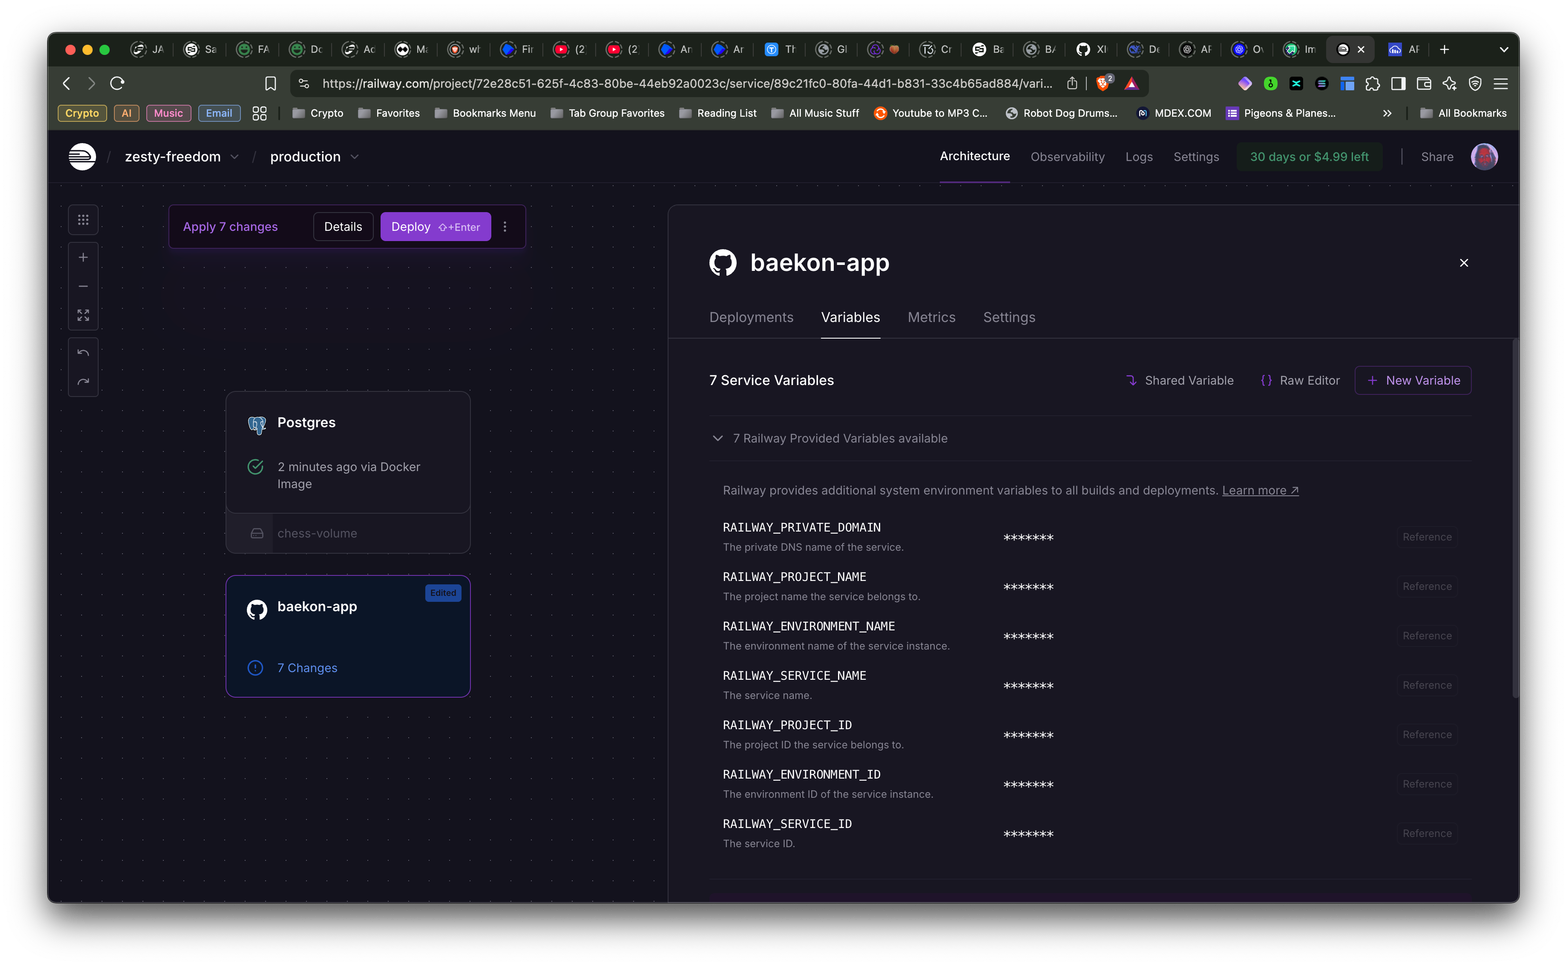 JA
Sa
FA
Dc
Ad
Ma
wh
Fir
(2
(2
An
Ar
Th
Gl
Cr
Ba
BA
XI
De
AF
Ov
Im
AF
https://railway.com/project/72e28c51-625f-4c83-80be-44eb92a0023c/service/89c21fc0-80fa-44d1-b831-33c4b65ad884/vari...
2
Crypto
AI
Music
Email
Crypto
Favorites
Bookmarks Menu
Tab Group Favorites
Reading List
All Music Stuff
Youtube to MP3 C...
Robot Dog Drums...
MDEX.COM
Pigeons & Planes...
All Bookmarks
/ zesty-freedom / production
Architecture
Observability
Logs
Settings
30 days or $4.99 left
Share
Apply 7 changes
Details
Deploy ⇧+Enter
Postgres
2 minutes ago via Docker
Image
chess-volume
Edited
baekon-app
7 Changes
baekon-app
Deployments
Variables
Metrics
Settings
7 Service Variables
Shared Variable
{} Raw Editor
+ New Variable
7 Railway Provided Variables available
Railway provides additional system environment variables to all builds and deployments. Learn more ↗
RAILWAY_PRIVATE_DOMAIN
The private DNS name of the service.
*******
Reference
RAILWAY_PROJECT_NAME
The project name the service belongs to.
*******
Reference
RAILWAY_ENVIRONMENT_NAME
The environment name of the service instance.
*******
Reference
RAILWAY_SERVICE_NAME
The service name.
*******
Reference
RAILWAY_PROJECT_ID
The project ID the service belongs to.
*******
Reference
RAILWAY_ENVIRONMENT_ID
The environment ID of the service instance.
*******
Reference
RAILWAY_SERVICE_ID
The service ID.
*******
Reference